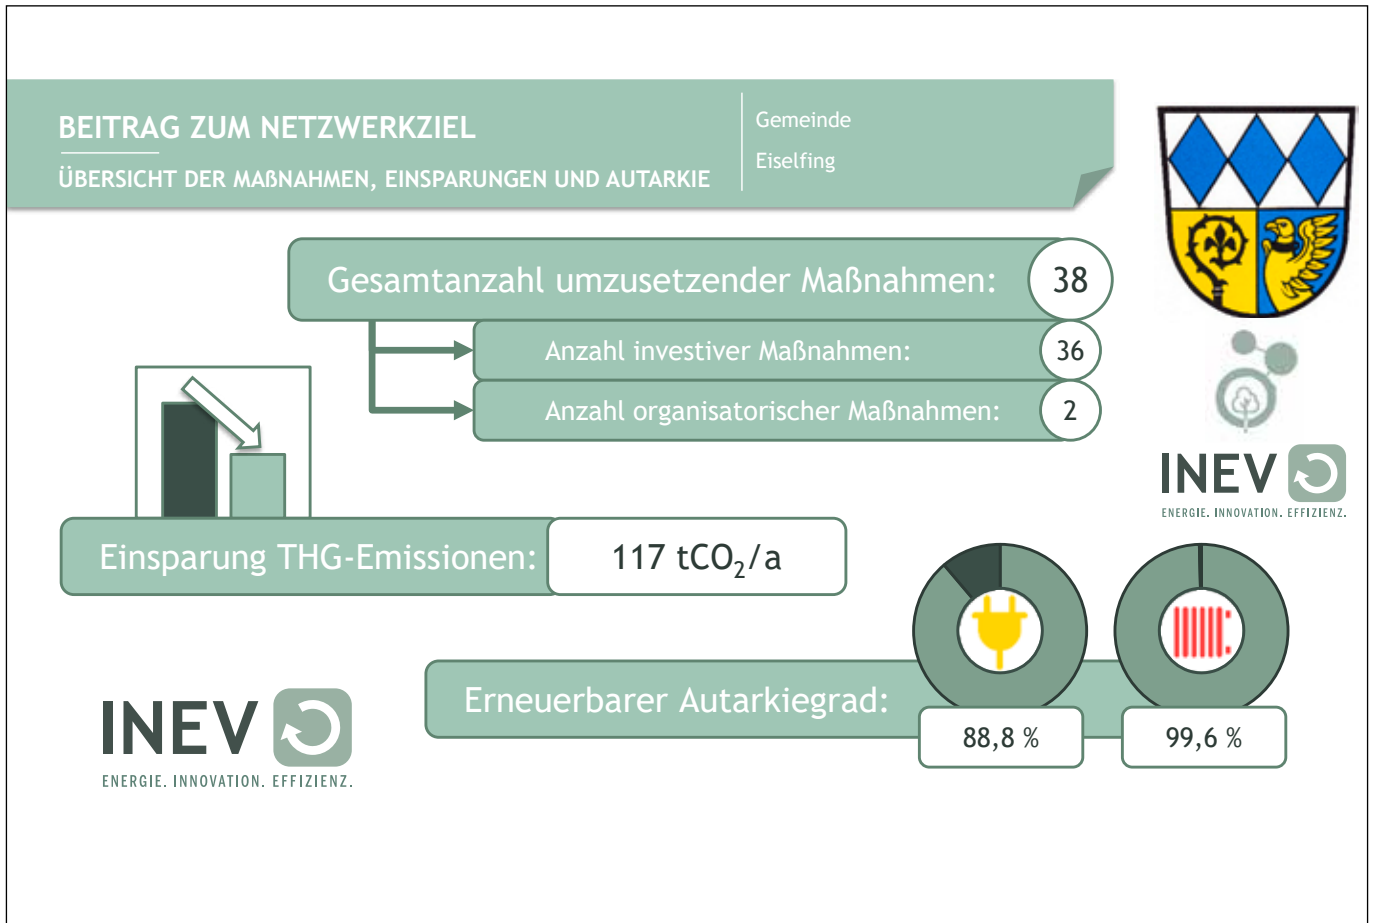 BEITRAG ZUM NETZWERKZIEL
ÜBERSICHT DER MAßNAHMEN, EINSPARUNGEN UND AUTARKIE
Gemeinde
Eiselfing
Gesamtanzahl umzusetzender Maßnahmen: 38
Anzahl investiver Maßnahmen: 36
Anzahl organisatorischer Maßnahmen: 2
INEV
ENERGIE. INNOVATION. EFFIZIENZ.
Einsparung THG-Emissionen: 117 tCO₂/a
Erneuerbarer Autarkiegrad:
88,8 % 99,6 %
INEV
ENERGIE. INNOVATION. EFFIZIENZ.